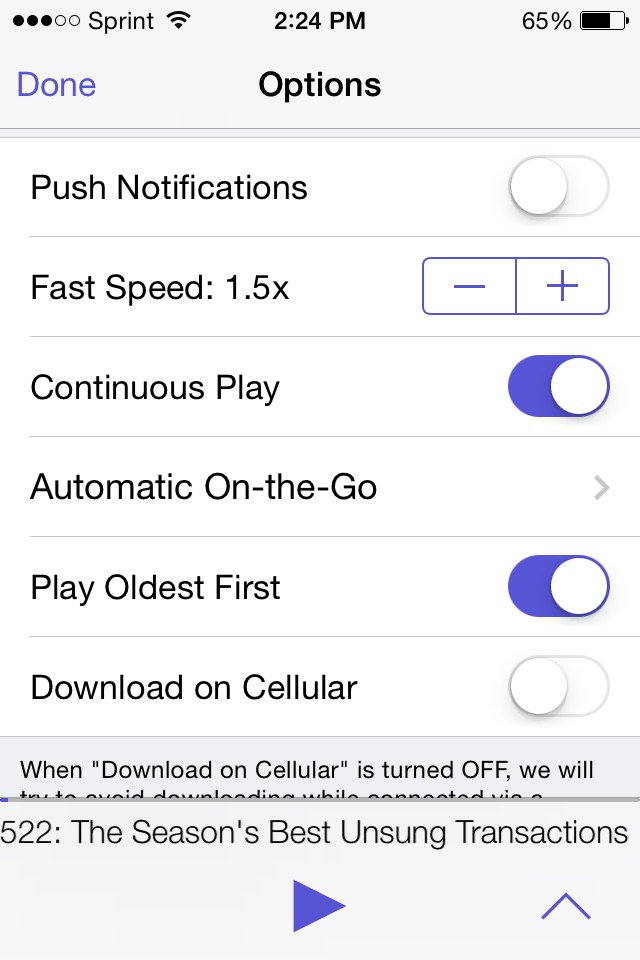 Sprint 2:24 PM 65%
Done Options
Push Notifications
Fast Speed: 1.5x
Continuous Play
Automatic On-the-Go
Play Oldest First
Download on Cellular
When "Download on Cellular" is turned OFF, we will
try to avoid downloading while connected via a
522: The Season's Best Unsung Transactions